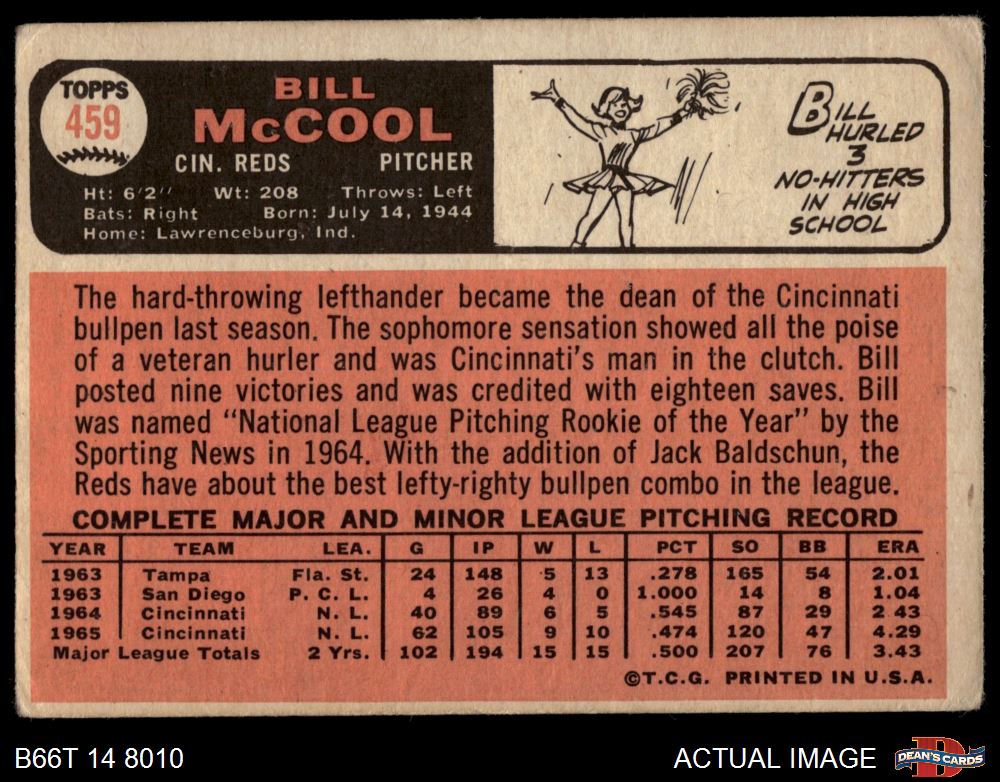 TOPPS
459
BILL
McCOOL
CIN. REDS PITCHER
Ht: 6'2" Wt: 208 Throws: Left
Bats: Right Born: July 14, 1944
Home: Lawrenceburg, Ind.
BILL
HURLED
3
NO-HITTERS
IN HIGH
SCHOOL
The hard-throwing lefthander became the dean of the Cincinnati
bullpen last season. The sophomore sensation showed all the poise
of a veteran hurler and was Cincinnati's man in the clutch. Bill
posted nine victories and was credited with eighteen saves. Bill
was named "National League Pitching Rookie of the Year" by the
Sporting News in 1964. With the addition of Jack Baldschun, the
Reds have about the best lefty-righty bullpen combo in the league.
COMPLETE MAJOR AND MINOR LEAGUE PITCHING RECORD
YEAR TEAM LEA. G IP W L PCT SO BB ERA
1963 Tampa Fla. St. 24 148 5 13 .278 165 54 2.01
1963 San Diego P. C. L. 4 26 4 0 1.000 14 8 1.04
1964 Cincinnati N. L. 40 89 6 5 .545 87 29 2.43
1965 Cincinnati N. L. 62 105 9 10 .474 120 47 4.29
Major League Totals 2 Yrs. 102 194 15 15 .500 207 76 3.43
©T.C.G. PRINTED IN U.S.A.
B66T 14 8010 ACTUAL IMAGE D DEAN'S CARDS